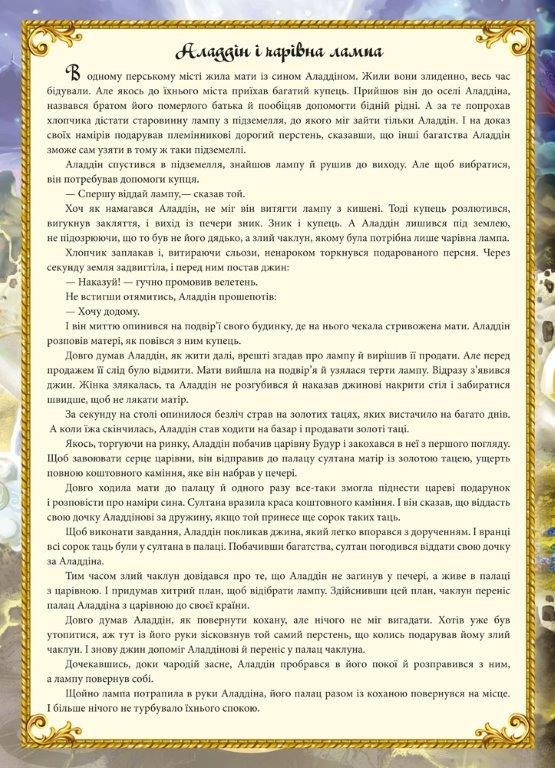 Аладдін і чарівна лампа
В одному перському місті жила мати із сином Аладдіном. Жили вони злиденно, весь час
бідували. Але якось до їхнього міста приїхав багатий купець. Прийшов він до оселі Аладдіна,
назвався братом його померлого батька й пообіцяв допомогти бідній рідні. А за те попрохав
хлопчика дістати старовинну лампу з підземелля, до якого міг зайти тільки Аладдін. І на доказ
своїх намірів подарував племінникові дорогий перстень, сказавши, що інші багатства Аладдін
зможе сам узяти в тому ж таки підземеллі.
Аладдін спустився в підземелля, знайшов лампу й рушив до виходу. Але щоб вибратися,
він потребував допомоги купця.
— Спершу віддай лампу,— сказав той.
Хоч як намагався Аладдін, не міг він витягти лампу з кишені. Тоді купець розлютився,
вигукнув закляття, і вихід із печери зник. Зник і купець. А Аладдін лишився під землею,
не підозрюючи, що то був не його дядько, а злий чаклун, якому була потрібна лише чарівна лампа.
Хлопчик заплакав і, витираючи сльози, ненароком торкнувся подарованого персня. Через
секунду земля задвигтіла, і перед ним постав джин:
— Наказуй! — гучно промовив велетень.
Не встигши отямитись, Аладдін прошепотів:
— Хочу додому.
І він миттю опинився на подвір’ї свого будинку, де на нього чекала стривожена мати. Аладдін
розповів матері, як повівся з ним купець.
Довго думав Аладдін, як жити далі, врешті згадав про лампу й вирішив її продати. Але перед
продажем її слід було відмити. Мати вийшла на подвір’я й узялася терти лампу. Відразу з’явився
джин. Жінка злякалась, та Аладдін не розгубився й наказав джинові накрити стіл і забиратися
швидше, щоб не лякати матір.
За секунду на столі опинилося безліч страв на золотих тацях, яких вистачило на багато днів.
А коли їжа скінчилась, Аладдін став ходити на базар і продавати золоті таці.
Якось, торгуючи на ринку, Аладдін побачив царівну Будур і закохався в неї з першого погляду.
Щоб завоювати серце царівни, він відправив до палацу султана матір із золотою тацею, ущерть
повною коштовного каміння, яке він набрав у печері.
Довго ходила мати до палацу й одного разу все-таки змогла піднести цареві подарунок
і розповісти про наміри сина. Султана вразила краса коштовного каміння. І він сказав, що віддасть
свою дочку Аладдінові за дружину, якщо той принесе ще сорок таких таць.
Щоб виконати завдання, Аладдін покликав джина, який легко впорався з дорученням. І вранці
всі сорок таць були у султана в палаці. Побачивши багатства, султан погодився віддати свою дочку
за Аладдіна.
Тим часом злий чаклун довідався про те, що Аладдін не загинув у печері, а живе в палаці
з царівною. І придумав хитрий план, щоб відібрати лампу. Здійснивши цей план, чаклун переніс
палац Аладдіна з царівною до своєї країни.
Довго думав Аладдін, як повернути кохану, але нічого не міг вигадати. Хотів уже був
утопитися, аж тут із його руки зісковзнув той самий перстень, що колись подарував йому злий
чаклун. І знову джин допоміг Аладдінові й переніс у палац чаклуна.
Дочекавшись, доки чародій засне, Аладдін пробрався в його покої й розправився з ним,
а лампу повернув собі.
Щойно лампа потрапила в руки Аладдіна, його палац разом із коханою повернувся на місце.
І більше нічого не турбувало їхнього спокою.